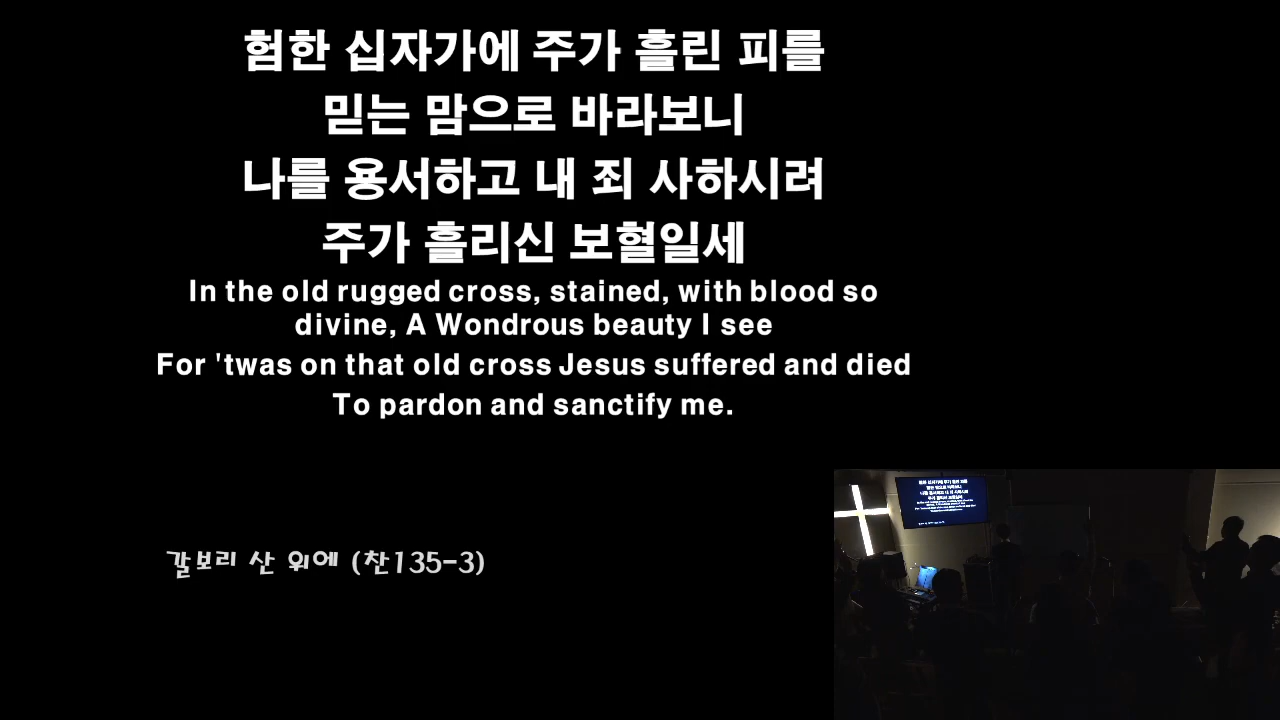 험한 십자가에 주가 흘린 피를
믿는 맘으로 바라보니
나를 용서하고 내 죄 사하시려
주가 흘리신 보혈일세
In the old rugged cross, stained, with blood so
divine, A Wondrous beauty I see
For 'twas on that old cross Jesus suffered and died
To pardon and sanctify me.
갈보리 산 위에 (찬135-3)